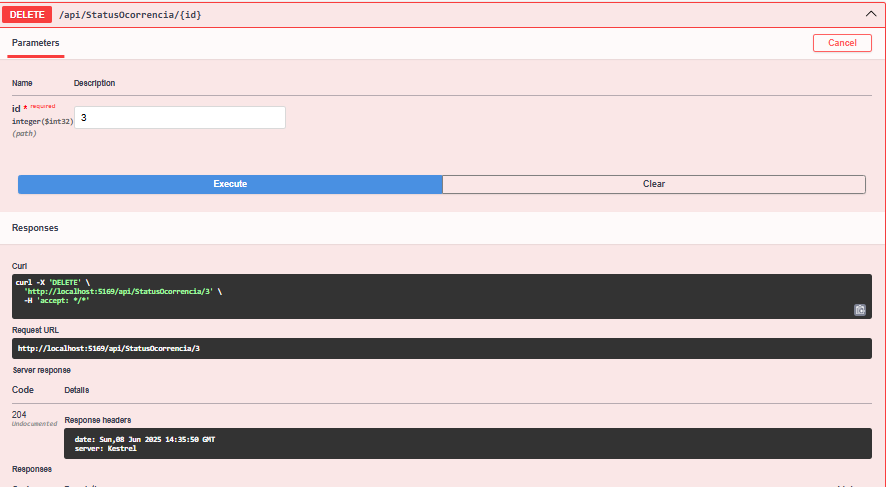 DELETE /api/StatusOcorrencia/{id}
Parameters
Cancel
Name Description
id * required
integer($int32)
(path)
3
Execute Clear
Responses
Curl
curl -X 'DELETE' \
'http://localhost:5169/api/StatusOcorrencia/3' \
-H 'accept: */*'
Request URL
http://localhost:5169/api/StatusOcorrencia/3
Server response
Code Details
204
Undocumented
Response headers
date: Sun,08 Jun 2025 14:35:50 GMT
server: Kestrel
Responses